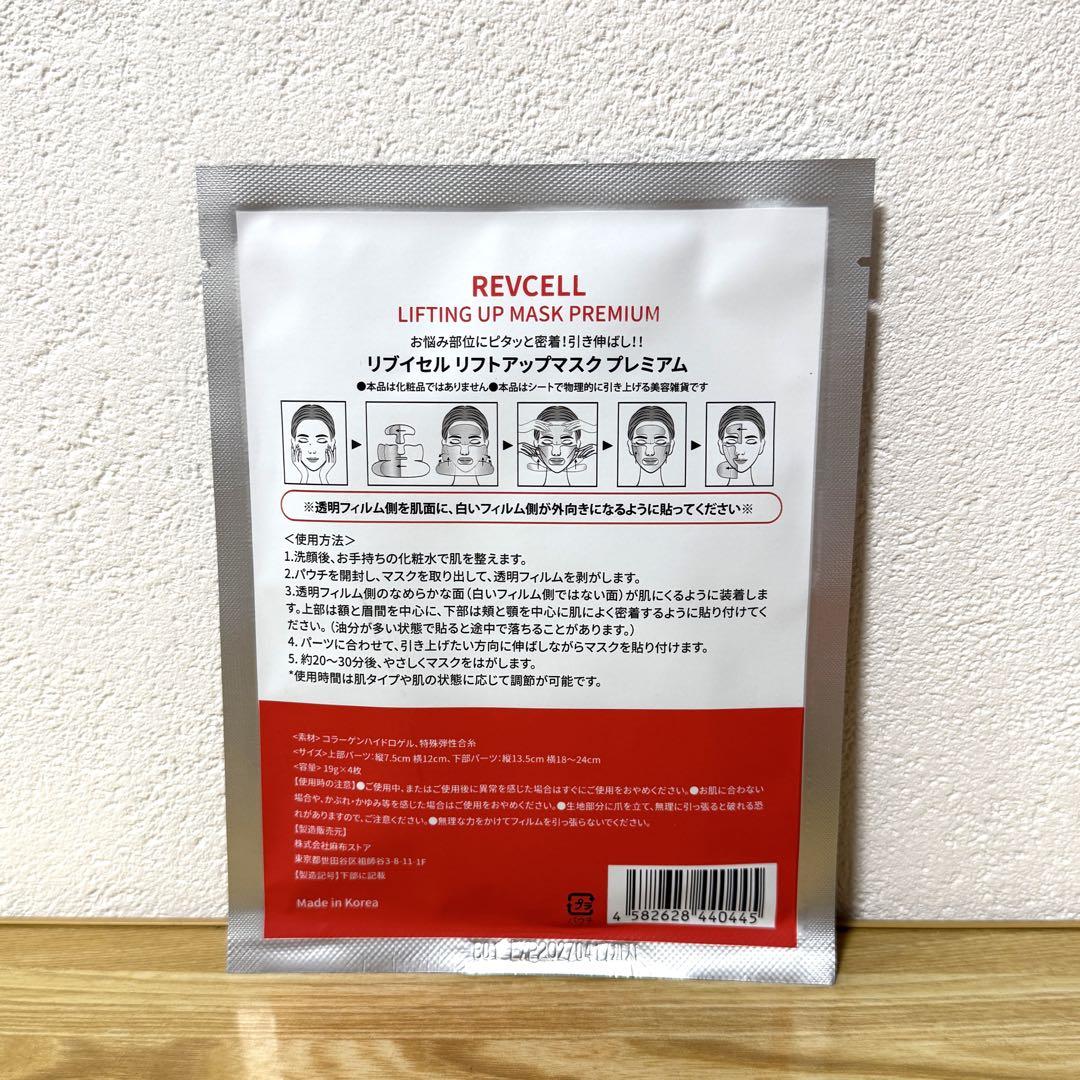 REVCELL
LIFTING UP MASK PREMIUM
お悩み部位にピタッと密着!引き伸ばし!!
リブイセル リフトアップマスク プレミアム
●本品は化粧品ではありません●本品はシートで物理的に引き上げる美容雑貨です
※透明フィルム側を肌面に、白いフィルム側が外向きになるように貼ってください※
＜使用方法＞
1.洗顔後、お手持ちの化粧水で肌を整えます。
2.パウチを開封し、マスクを取り出して、透明フィルムを剥がします。
3.透明フィルム側のなめらかな面（白いフィルム側ではない面）が肌にくるように装着しま
す。上部は額と眉間を中心に、下部は頬と顎を中心に肌によく密着するように貼り付けてく
ださい。（油分が多い状態で貼ると途中で落ちることがあります。）
4. パーツに合わせて、引き上げたい方向に伸ばしながらマスクを貼り付けます。
5. 約20〜30分後、やさしくマスクをはがします。
*使用時間は肌タイプや肌の状態に応じて調節が可能です。
<素材> コラーゲンハイドロゲル、特殊弾性合糸
<サイズ> 上部パーツ：縦7.5cm 横12cm、下部パーツ：縦13.5cm 横18〜24cm
<容量> 19g×4枚
【使用時の注意】●ご使用中、またはご使用後に異常を感じた場合はすぐにご使用をおやめください。●お肌に合わない
場合や、かぶれ・かゆみ等を感じた場合はご使用をおやめください。●生地部分に爪を立て、無理に引っ張ると破れる恐
れがありますので、ご注意ください。●無理な力をかけてフィルムを引っ張らないでください。
【製造販売元】
株式会社麻布ストア
東京都世田谷区祖師谷3-8-11-1F
【製造記号】下部に記載
Made in Korea
プラ
パウチ
4 582628 440445
EXP20270417